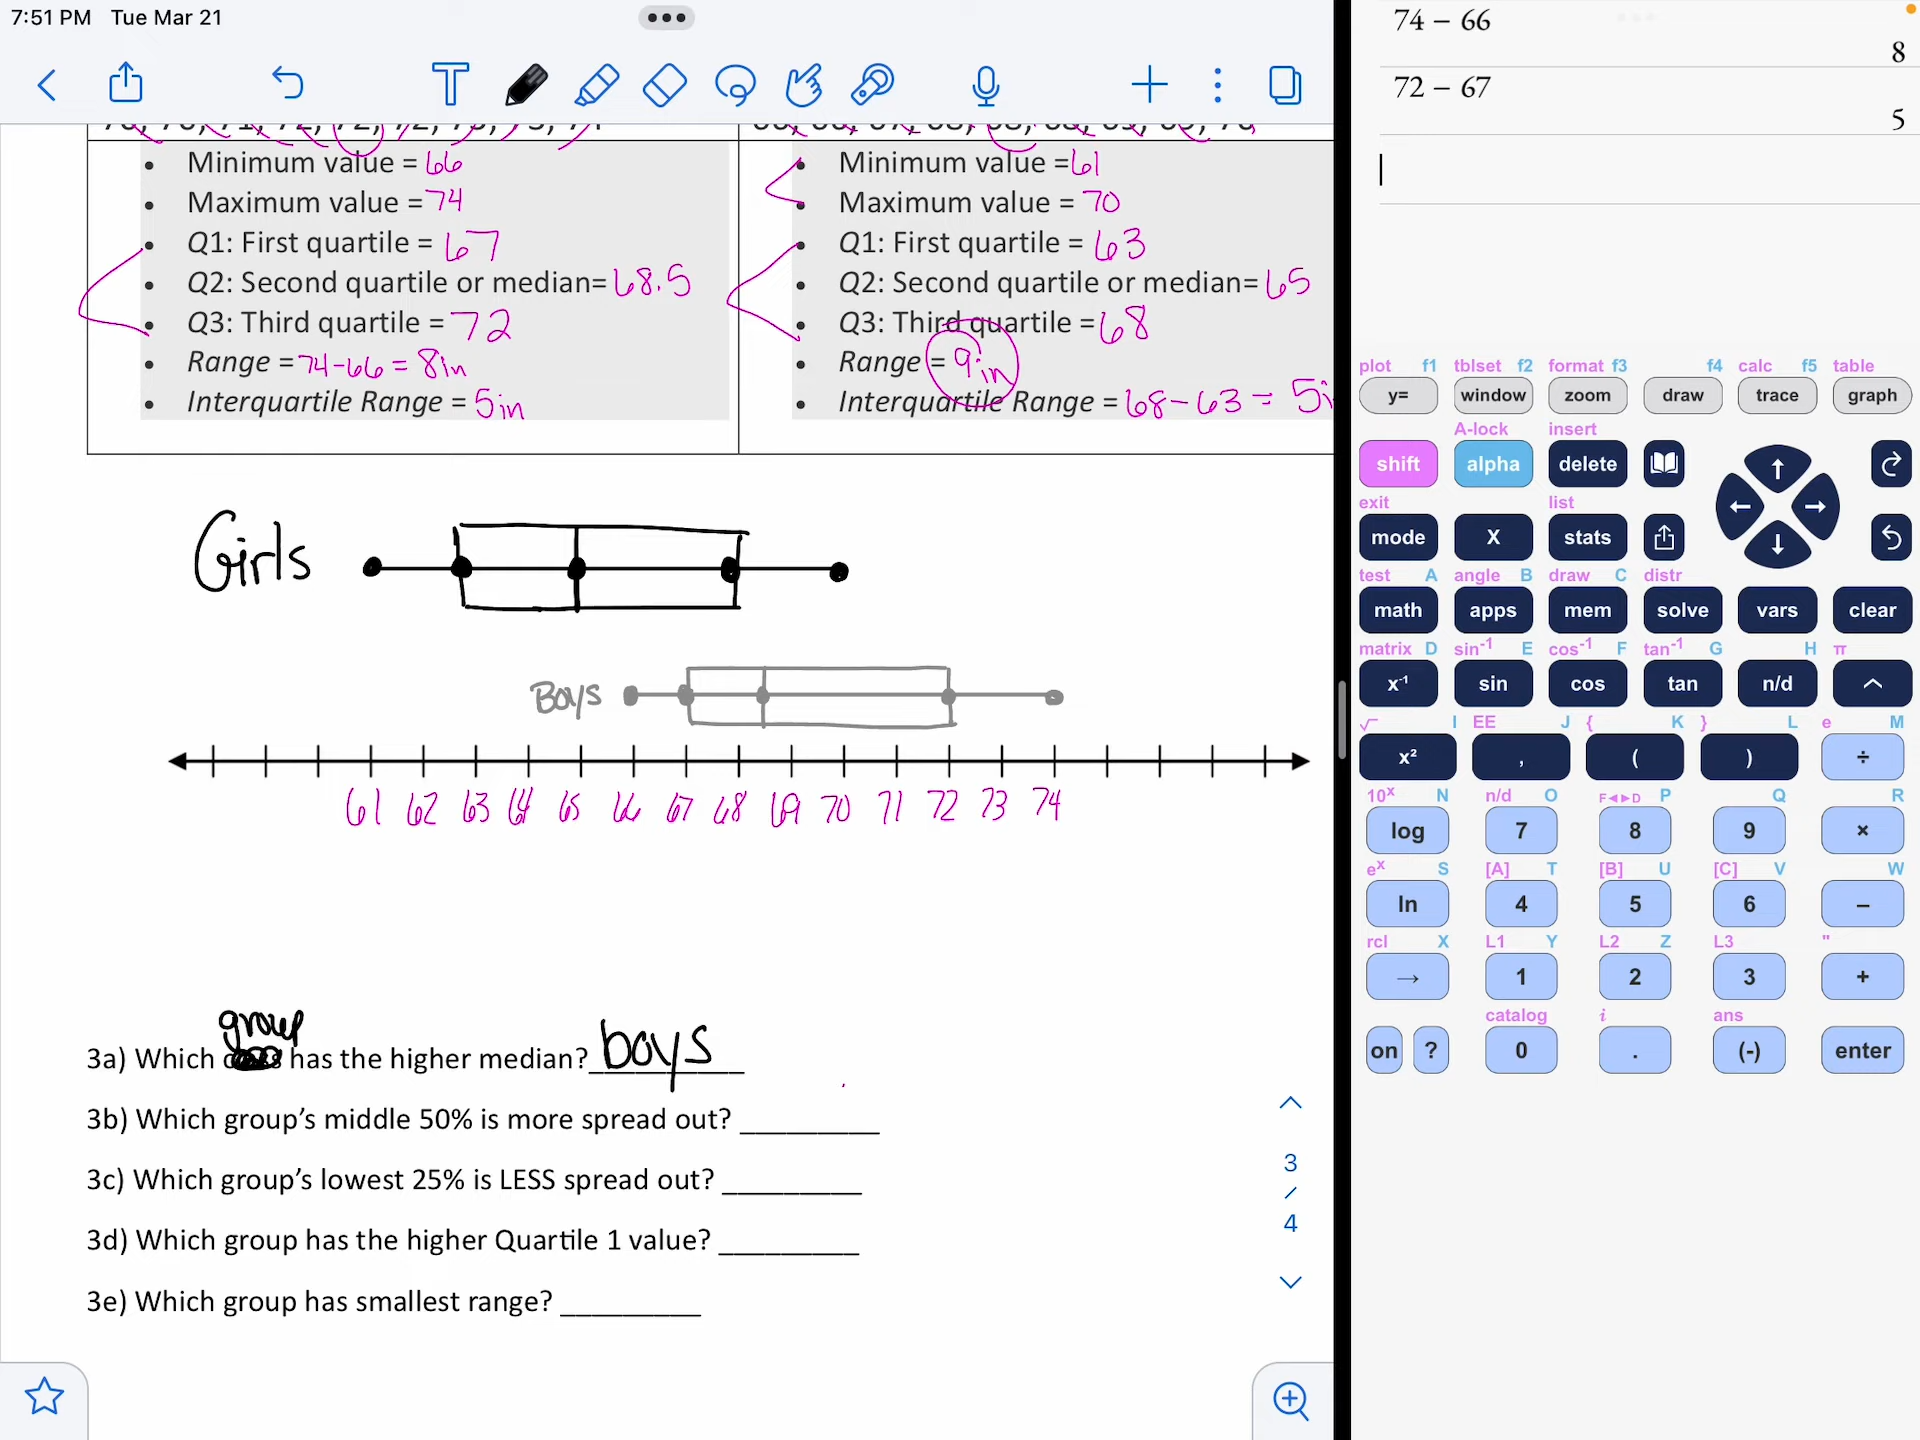 7:51 PM Tue Mar 21
Minimum value = 66
Maximum value = 74
Q1: First quartile = 67
Q2: Second quartile or median= 68.5
Q3: Third quartile = 72
Range = 74-66 = 8in
Interquartile Range = 5in
Minimum value = 61
Maximum value = 70
Q1: First quartile = 63
Q2: Second quartile or median= 65
Q3: Third quartile = 68
Range = 9in
Interquartile Range = 68-63 = 5i
Girls
Boys
61 62 63 64 65 66 67 68 69 70 71 72 73 74
group
3a) Which has the higher median? boys
3b) Which group's middle 50% is more spread out? _________
3c) Which group's lowest 25% is LESS spread out? _________
3d) Which group has the higher Quartile 1 value? _________
3e) Which group has smallest range? _________
3
/
4
74 – 66
8
72 – 67
5
plot f1 tblset f2 format f3 f4 calc f5 table
y= window zoom draw trace graph
A-lock insert
shift alpha delete
exit list
mode X stats
test A angle B draw C distr
math apps mem solve vars clear
matrix D sin⁻¹ E cos⁻¹ F tan⁻¹ G H π
x⁻¹ sin cos tan n/d ^
√ I EE J { K } L e M
x² , ( ) ÷
10ˣ N n/d O F◄►D P Q R
log 7 8 9 ×
eˣ S [A] T [B] U [C] V W
ln 4 5 6 –
rcl X L1 Y L2 Z L3 "
→ 1 2 3 +
catalog i ans
on ? 0 . (-) enter